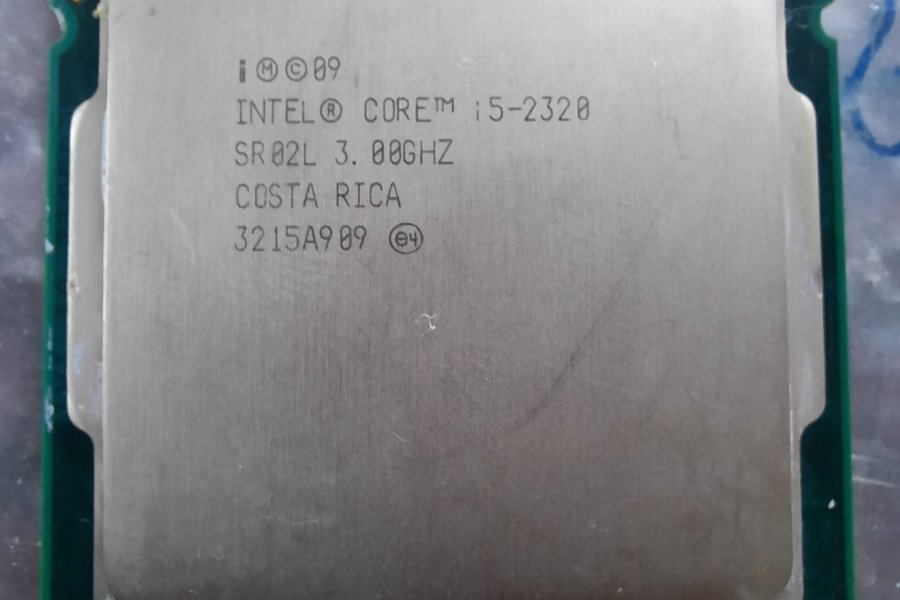 i Ⓜ © 09
INTEL® CORE™ i5-2320
SR02L 3.00GHZ
COSTA RICA
3215A909 e4